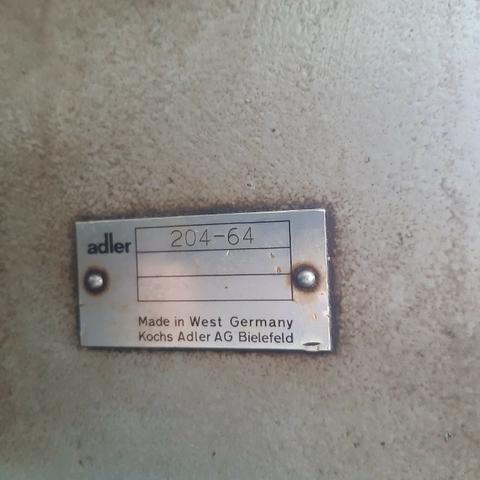 adler 204-64
Made in West Germany
Kochs Adler AG Bielefeld